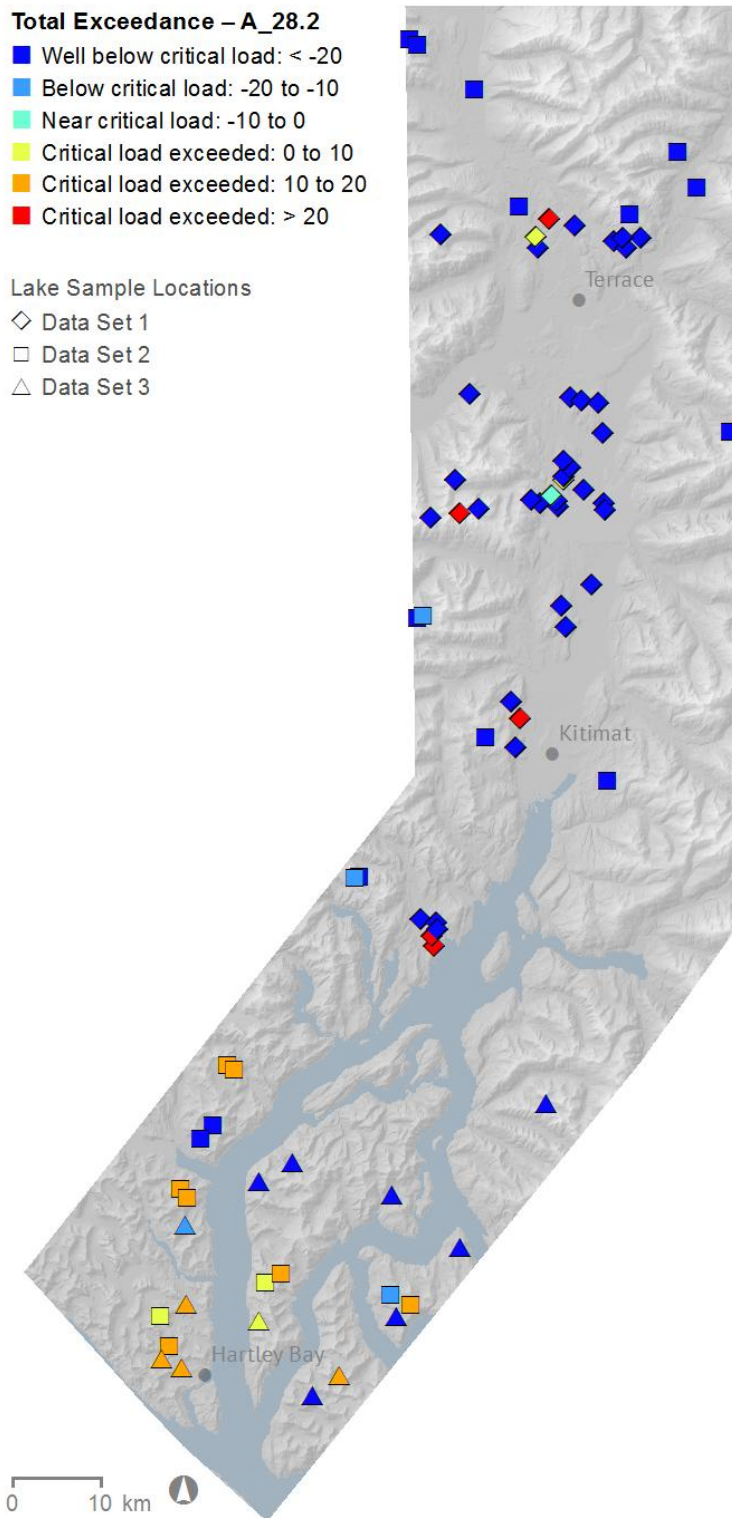 Total Exceedance – A_28.2
Well below critical load: < -20
Below critical load: -20 to -10
Near critical load: -10 to 0
Critical load exceeded: 0 to 10
Critical load exceeded: 10 to 20
Critical load exceeded: > 20
Lake Sample Locations
Data Set 1
Data Set 2
Data Set 3
Terrace
Kitimat
Hartley Bay
0 10 km